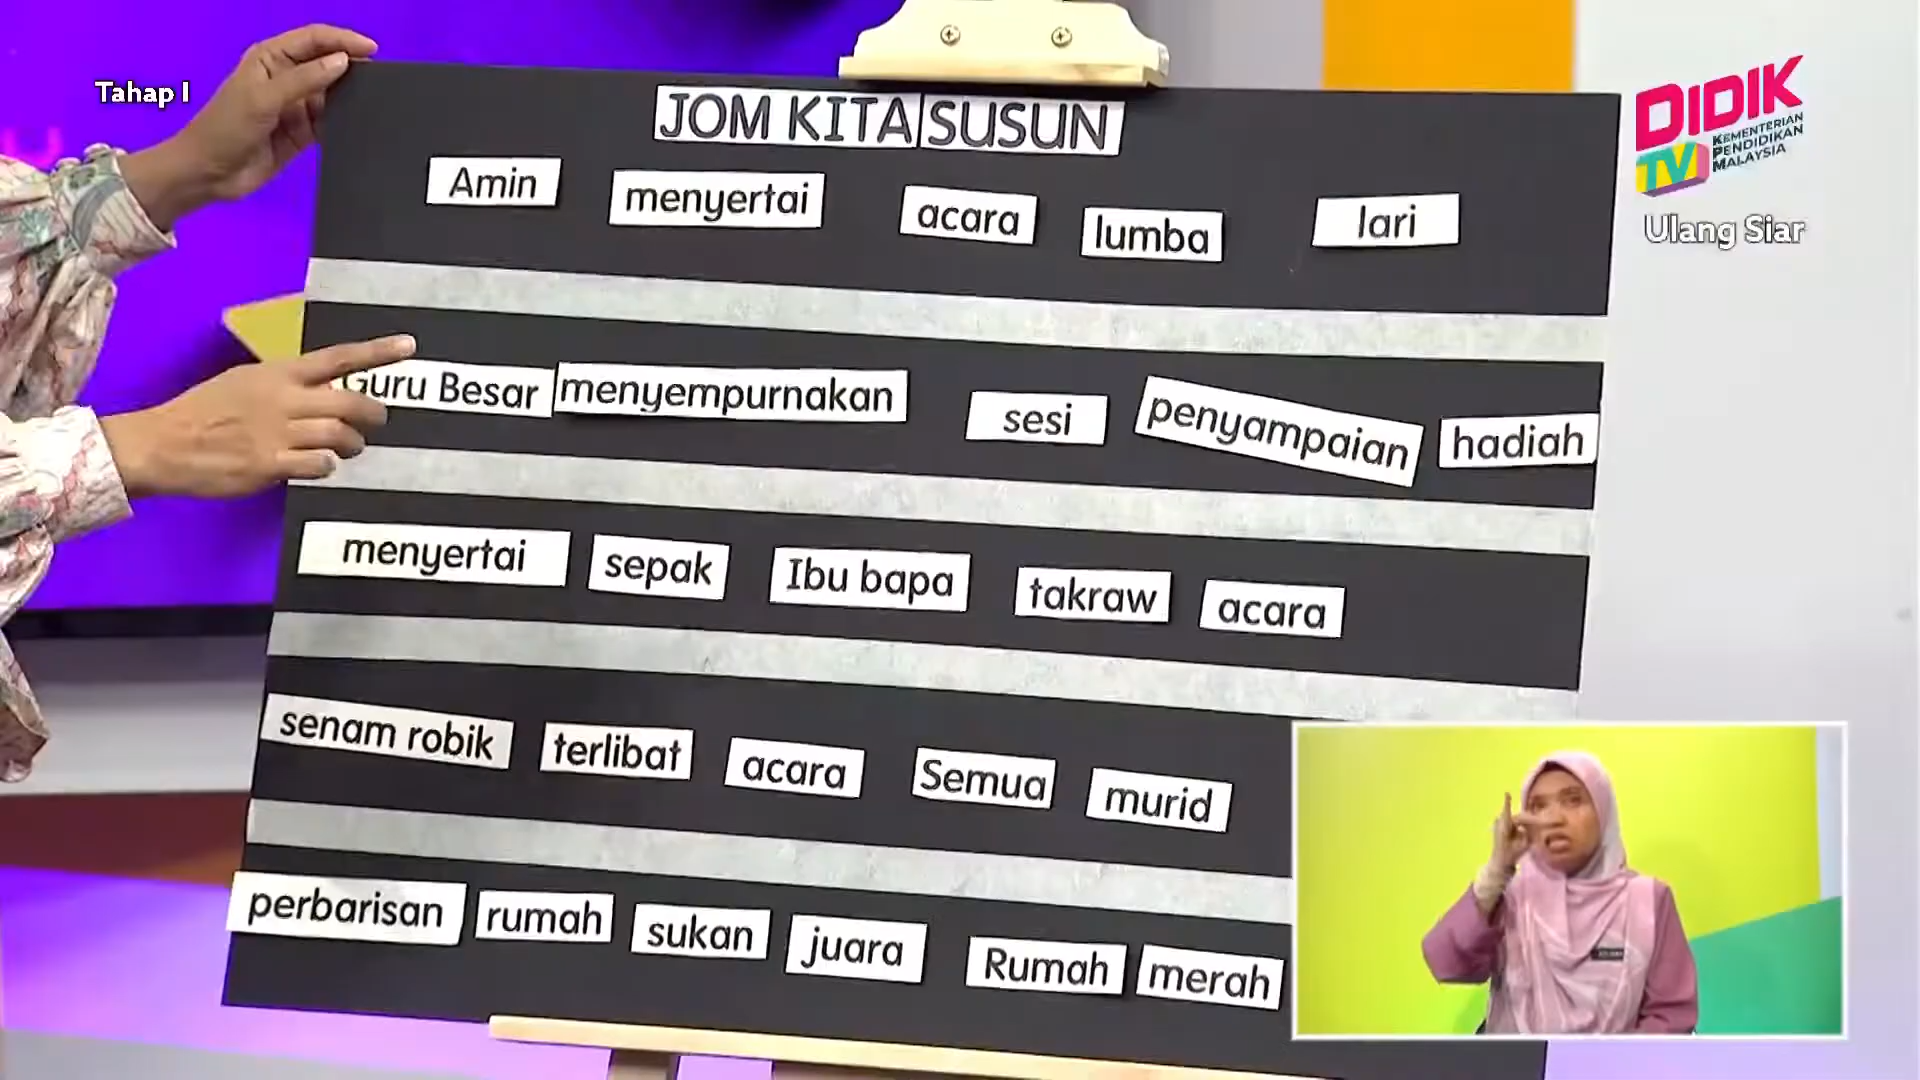 Tahap I
JOM KITA SUSUN
Amin menyertai acara lumba lari
Guru Besar menyempurnakan sesi penyampaian hadiah
menyertai sepak Ibu bapa takraw acara
senam robik terlibat acara Semua murid
perbarisan rumah sukan juara Rumah merah
DIDIK
TV
KEMENTERIAN
PENDIDIKAN
MALAYSIA
Ulang Siar